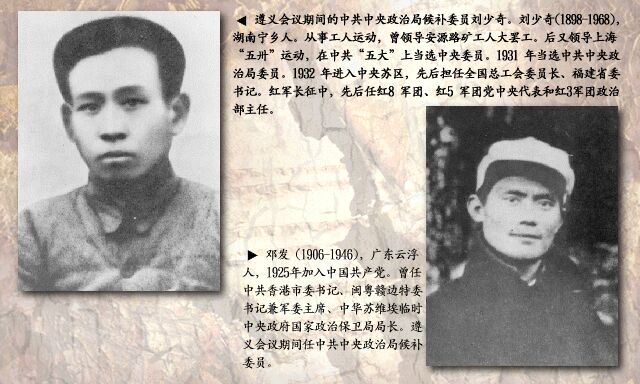 ◀ 遵义会议期间的中共中央政治局候补委员刘少奇。刘少奇(1898-1968),
湖南宁乡人。从事工人运动，曾领导安源路矿工人大罢工。后又领导上海
“五卅”运动，在中共“五大”上当选中央委员。1931 年当选中共中央政
治局委员。1932 年进入中央苏区，先后担任全国总工会委员长、福建省委
书记。红军长征中，先后任红8 军团、红5 军团党中央代表和红3军团政治
部主任。
▶ 邓发（1906-1946），广东云浮
人，1925年加入中国共产党。曾任
中共香港市委书记、闽粤赣边特委
书记兼军委主席、中华苏维埃临时
中央政府国家政治保卫局局长。遵
义会议期间任中共中央政治局候补
委员。